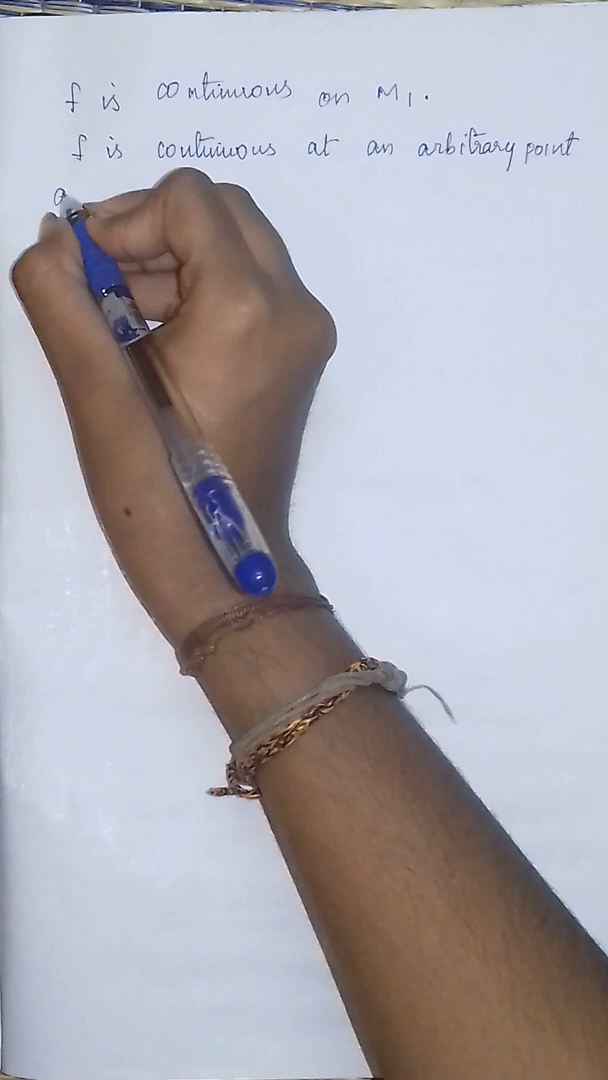 f is continuous on M₁.
f is continuous at an arbitrary point
a